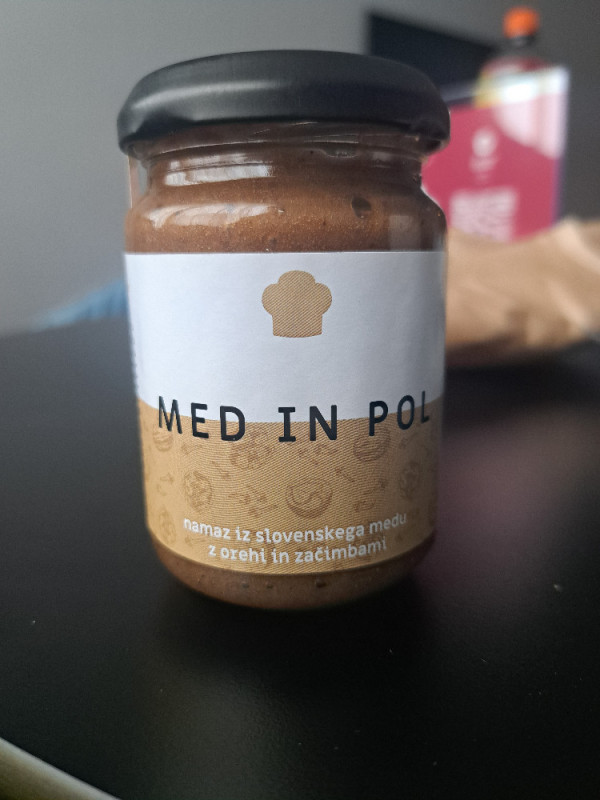 MED IN POL
namaz iz slovenskega medu
z orehi in začimbami